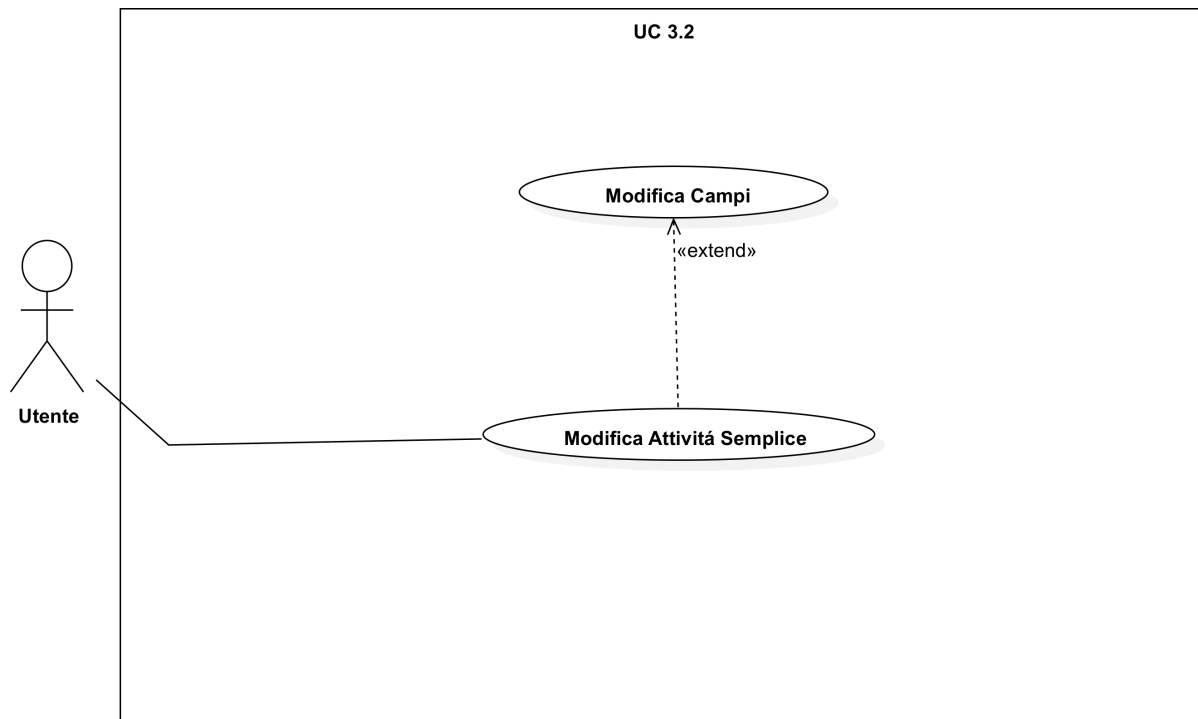 UC 3.2
Modifica Campi
«extend»
Utente
Modifica Attivitá Semplice